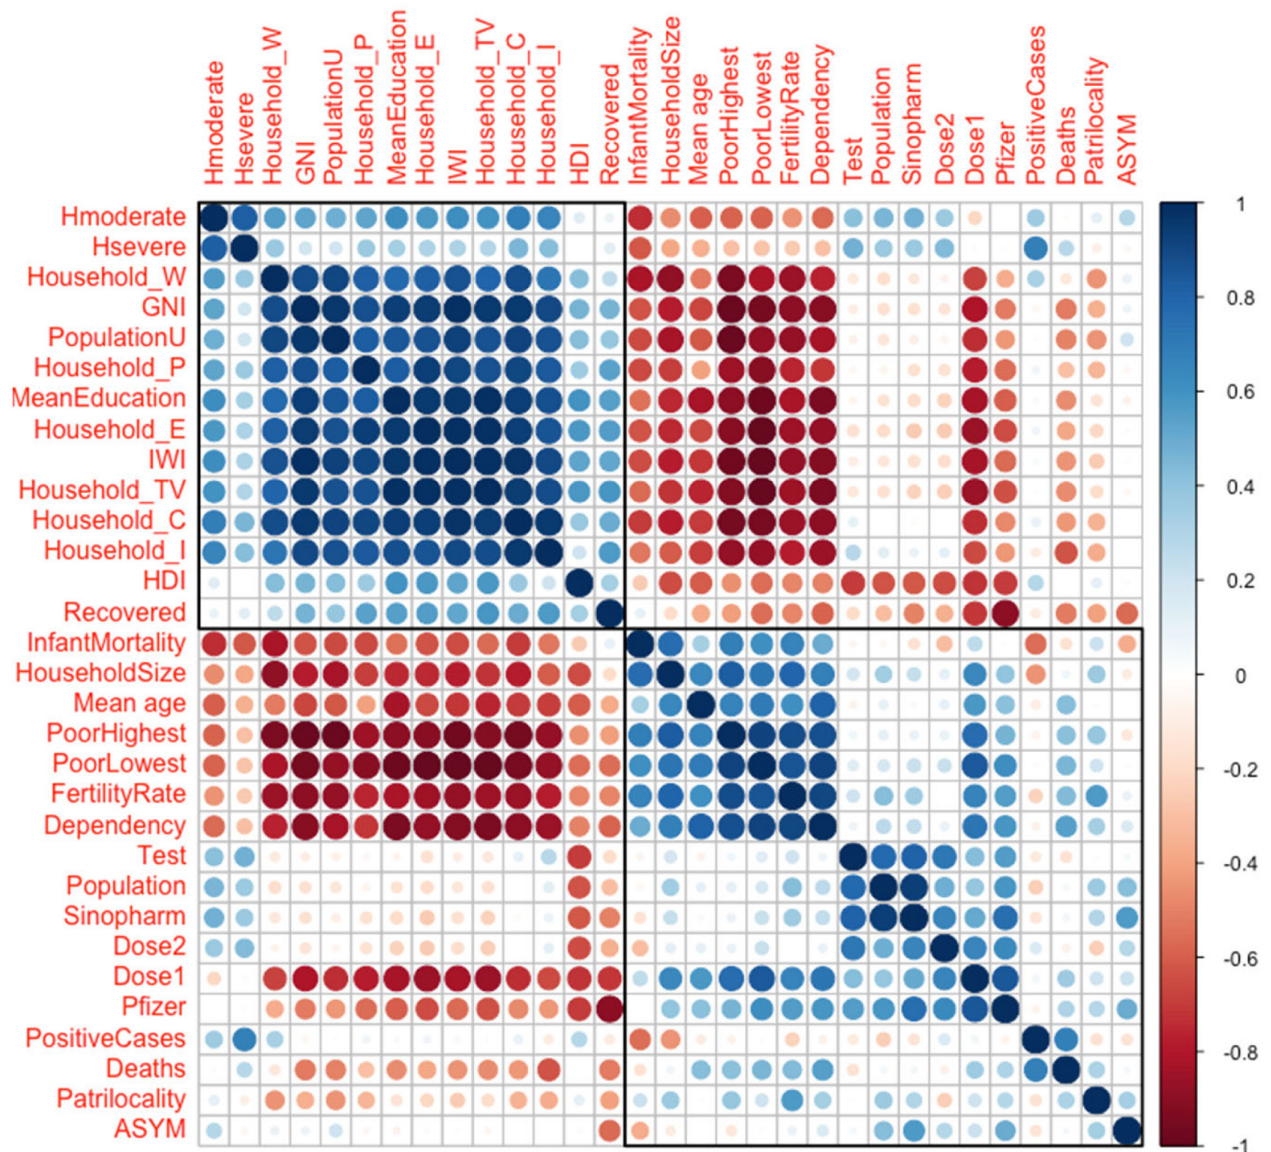 Hmoderate
Hsevere
Household_W
GNI
PopulationU
Household_P
MeanEducation
Household_E
IWI
Household_TV
Household_C
Household_I
HDI
Recovered
InfantMortality
HouseholdSize
Mean age
PoorHighest
PoorLowest
FertilityRate
Dependency
Test
Population
Sinopharm
Dose2
Dose1
Pfizer
PositiveCases
Deaths
Patrilocality
ASYM
Hmoderate
Hsevere
Household_W
GNI
PopulationU
Household_P
MeanEducation
Household_E
IWI
Household_TV
Household_C
Household_I
HDI
Recovered
InfantMortality
HouseholdSize
Mean age
PoorHighest
PoorLowest
FertilityRate
Dependency
Test
Population
Sinopharm
Dose2
Dose1
Pfizer
PositiveCases
Deaths
Patrilocality
ASYM
1
0.8
0.6
0.4
0.2
0
-0.2
-0.4
-0.6
-0.8
-1